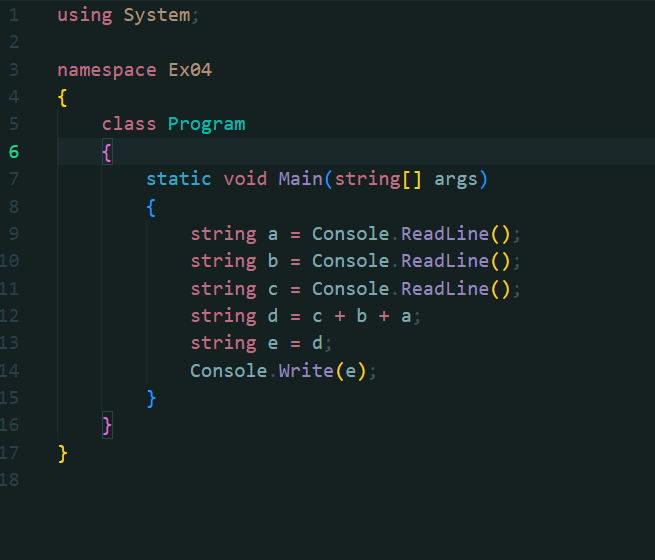 1 using System;
2
3 namespace Ex04
4 {
5     class Program
6     {
7         static void Main(string[] args)
8         {
9             string a = Console.ReadLine();
10             string b = Console.ReadLine();
11             string c = Console.ReadLine();
12             string d = c + b + a;
13             string e = d;
14             Console.Write(e);
15         }
16     }
17 }
18